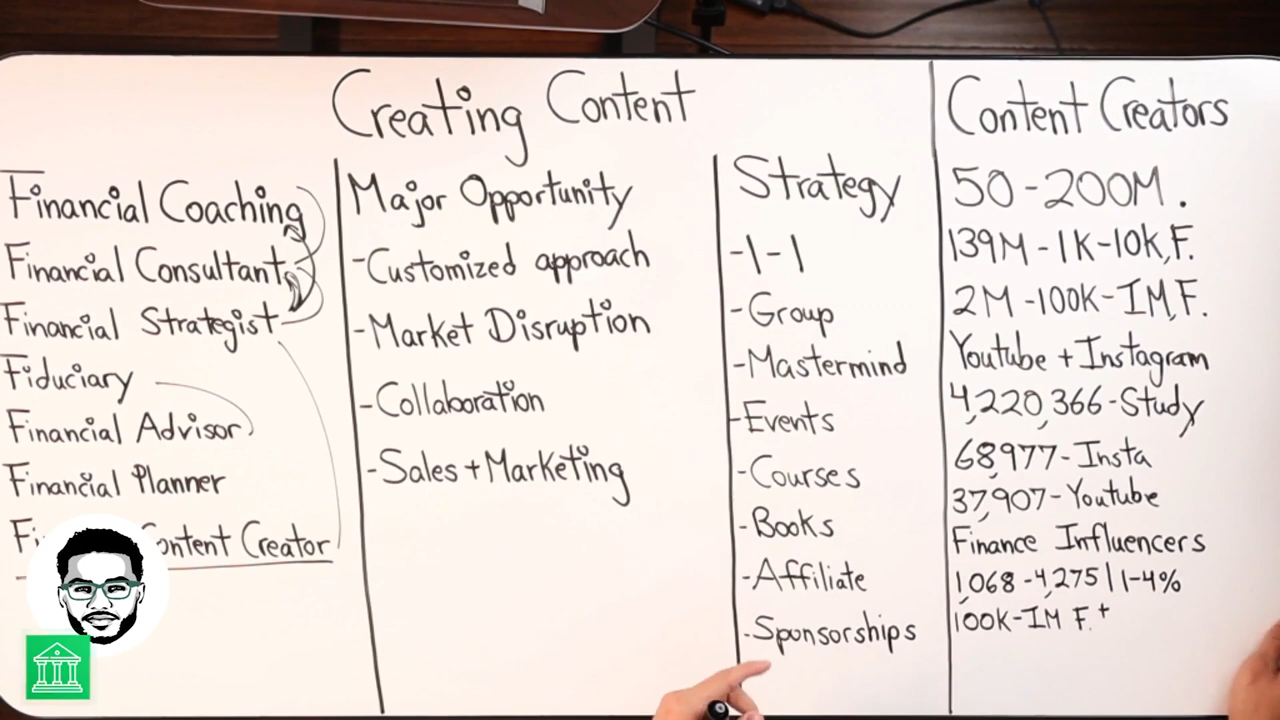 Creating Content
Financial Coaching
Financial Consultant
Financial Strategist
Fiduciary
Financial Advisor
Financial Planner
Content Creator
Major Opportunity
-Customized approach
-Market Disruption
-Collaboration
-Sales + Marketing
Strategy
-1-1
-Group
-Mastermind
-Events
-Courses
-Books
-Affiliate
-Sponsorships
Content Creators
50-200M.
139M-1K-10k,F.
2M-100K-1M,F.
Youtube + Instagram
4,220,366-Study
68,977-Insta
37,907-Youtube
Finance Influencers
1,068-4,275 | 1-4%
100K-1M F.+